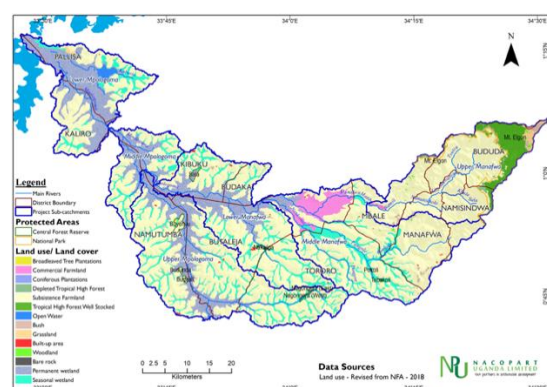 33°30'E
33°45'E
34°0'E
34°15'E
34°30'E
N
PALLISA
Lower Mpologoma
KALIRO
Middle Mpologoma
KIBUKU
BUDAKA
NAMUTUMBA
BUTALEJA
Upper Mpologoma
Lower Manafwa
Middle Manafwa
TORORO
MBALE
MANAFWA
NAMISINDWA
BUDUDA
Mt. Elgon
Mt Elgon
Upper Manafwa
Legend
Main Rivers
District Boundary
Project Sub-catchments
Protected Areas
Central Forest Reserve
National Park
Land use/ Land cover
Broadleaved Tree Plantations
Commercial Farmland
Coniferous Plantations
Depleted Tropical High Forest
Subsistence Farmland
Tropical High Forest Well Stocked
Open Water
Bush
Grassland
Built-up area
Woodland
Bare rock
Permanent wetland
Seasonal wetland
0 2.5 5 10 15 20
Kilometers
Data Sources
Land use - Revised from NFA - 2018
NACOPART
UGANDA LIMITED